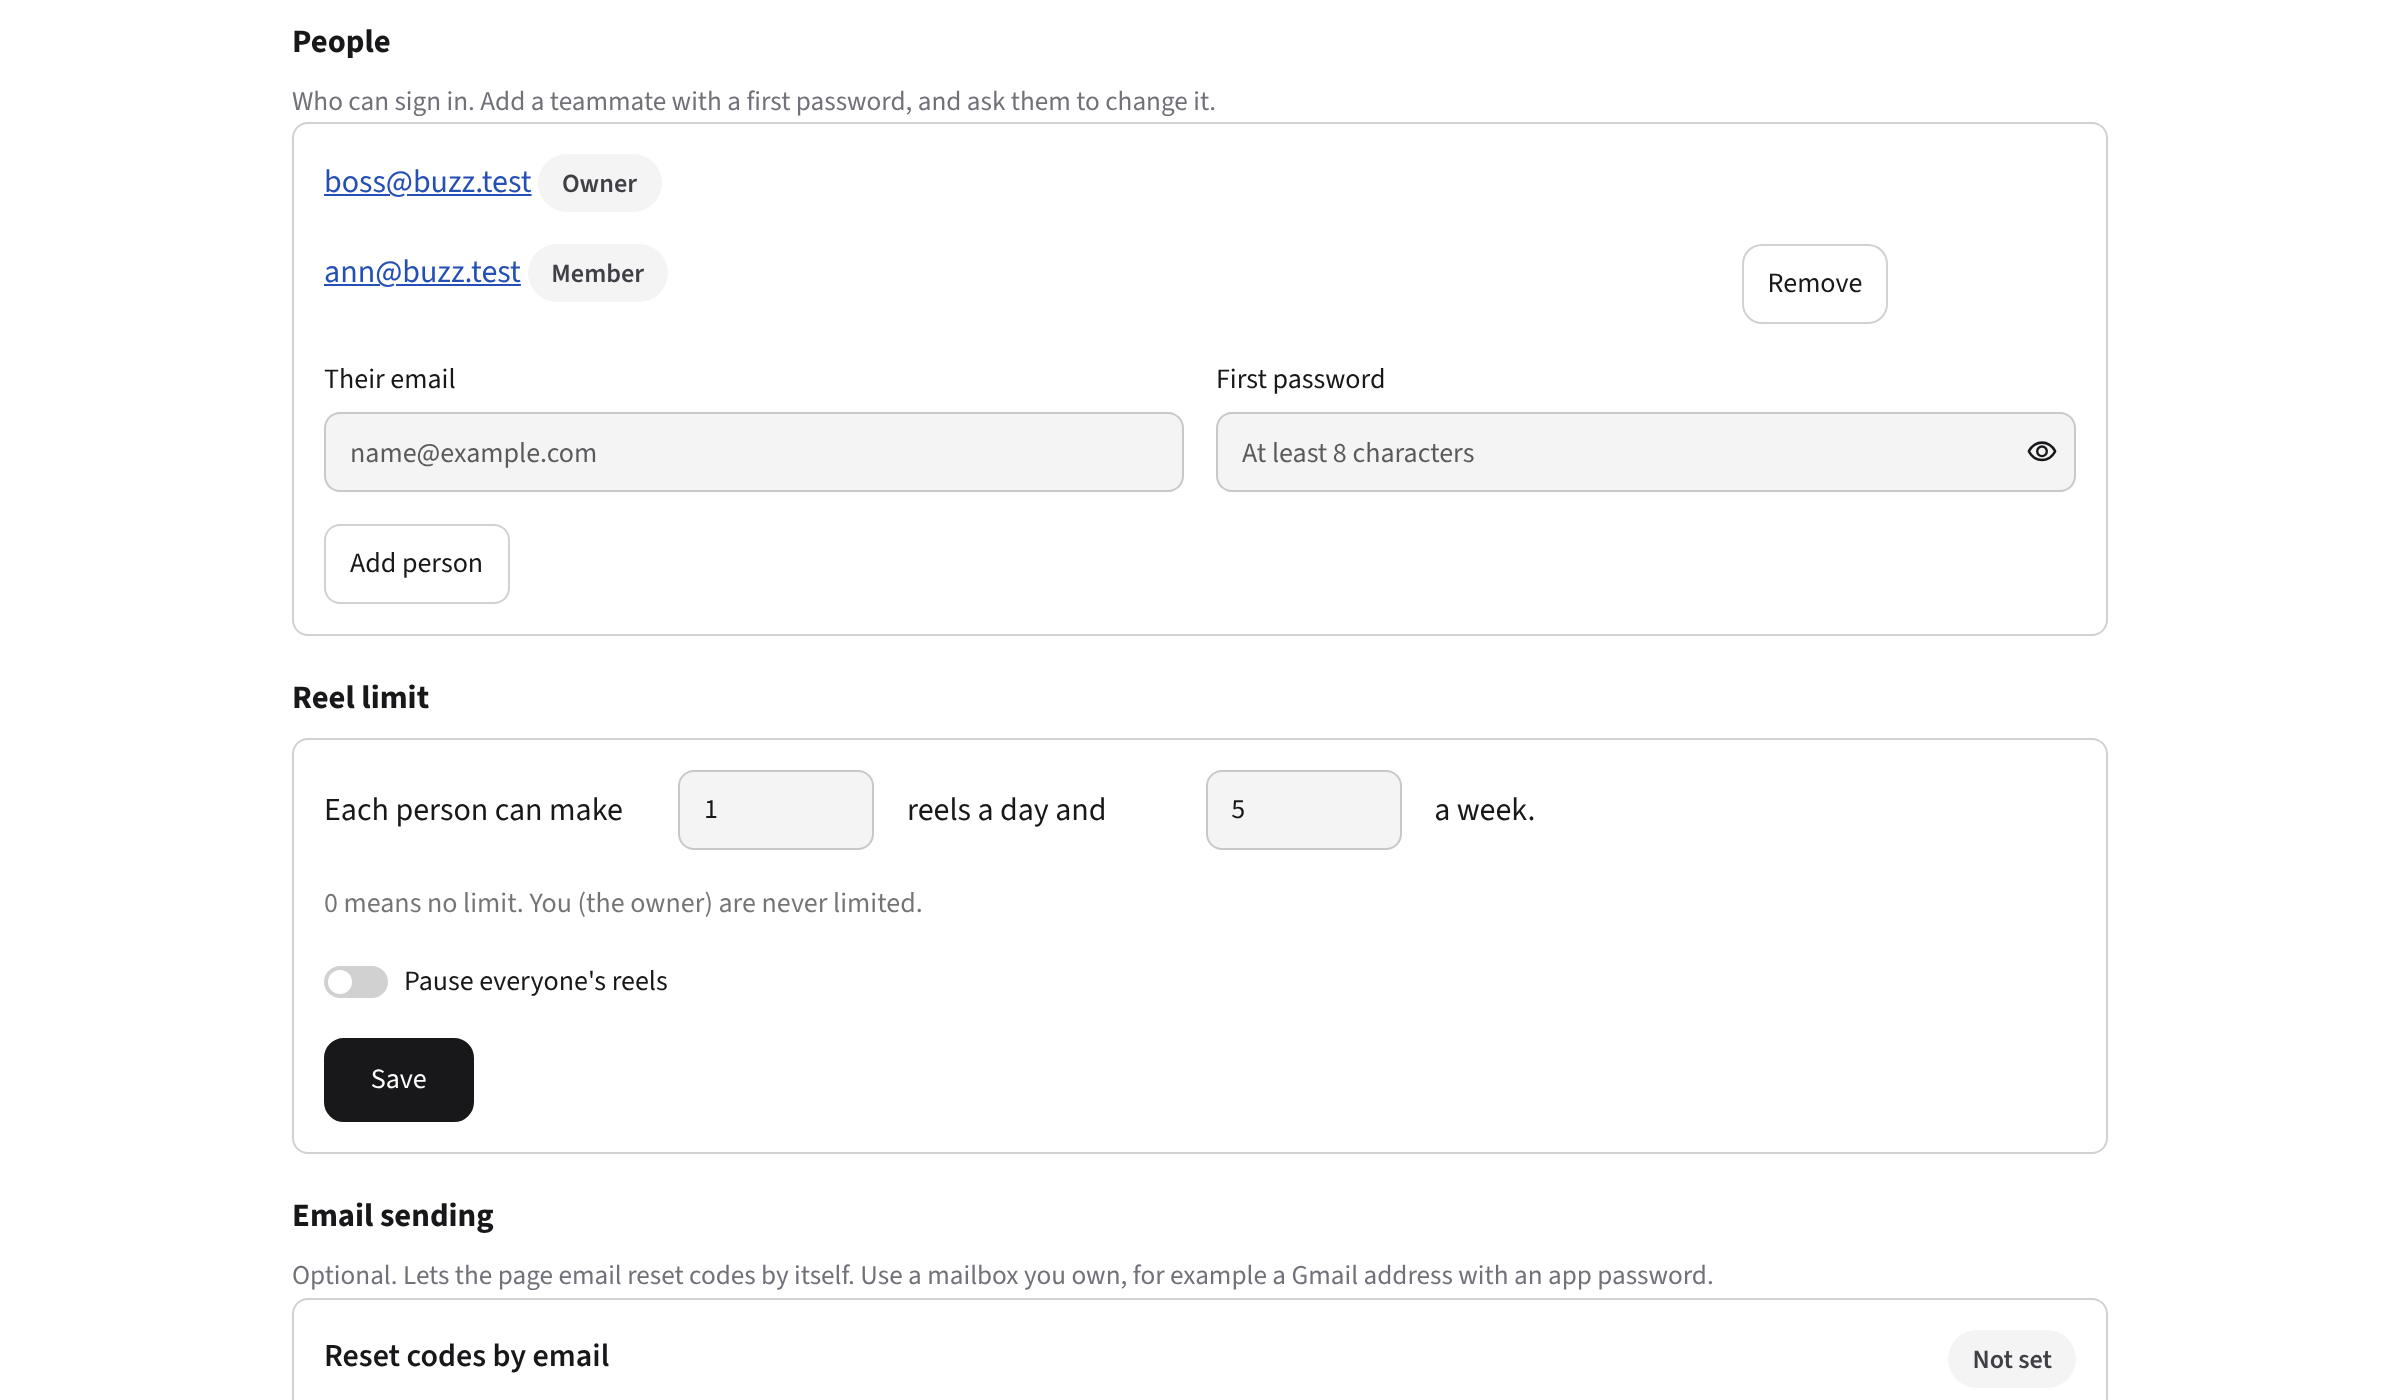 People
Who can sign in. Add a teammate with a first password, and ask them to change it.
boss@buzz.test Owner
ann@buzz.test Member Remove
Their email First password
name@example.com At least 8 characters
Add person
Reel limit
Each person can make 1 reels a day and 5 a week.
0 means no limit. You (the owner) are never limited.
Pause everyone's reels
Save
Email sending
Optional. Lets the page email reset codes by itself. Use a mailbox you own, for example a Gmail address with an app password.
Reset codes by email Not set